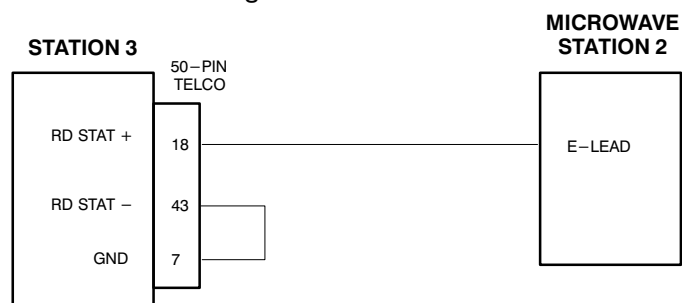 MICROWAVE
STATION 2
STATION 3
50−PIN
TELCO
RD STAT +
18
E−LEAD
RD STAT −
43
GND
7